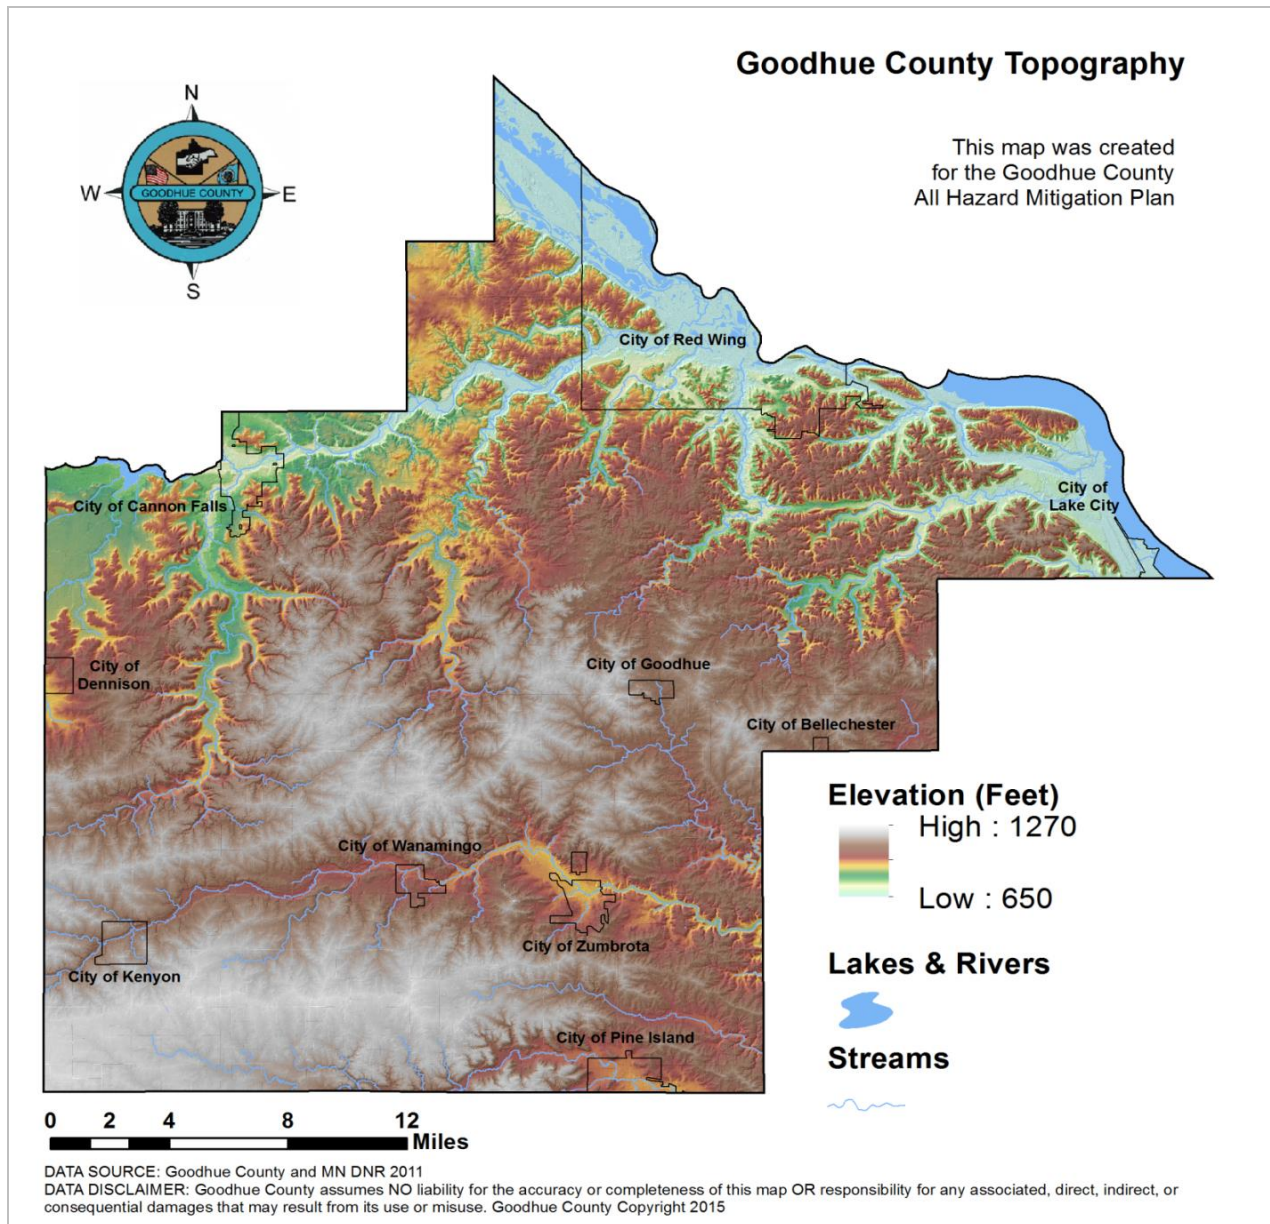 Goodhue County Topography
This map was created
for the Goodhue County
All Hazard Mitigation Plan
N
W
E
S
GOODHUE COUNTY
City of Red Wing
City of Cannon Falls
City of
Lake City
City of
Dennison
City of Goodhue
City of Bellechester
City of Wanamingo
City of Zumbrota
City of Kenyon
City of Pine Island
Elevation (Feet)
High : 1270
Low : 650
Lakes & Rivers
Streams
0 2 4 8 12
Miles
DATA SOURCE: Goodhue County and MN DNR 2011
DATA DISCLAIMER: Goodhue County assumes NO liability for the accuracy or completeness of this map OR responsibility for any associated, direct, indirect, or
consequential damages that may result from its use or misuse. Goodhue County Copyright 2015